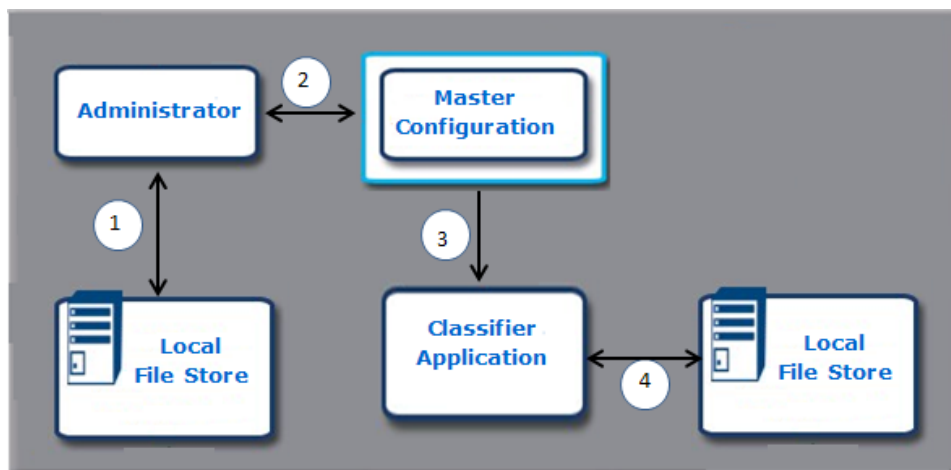 2
Administrator
Master
Configuration
1
3
Local
File Store
Classifier
Application
4
Local
File Store